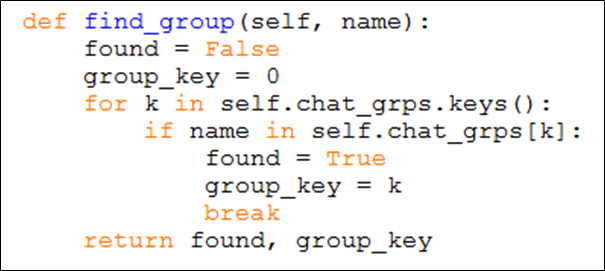 def find_group(self, name):
    found = False
    group_key = 0
    for k in self.chat_grps.keys():
        if name in self.chat_grps[k]:
            found = True
            group_key = k
            break
    return found, group_key